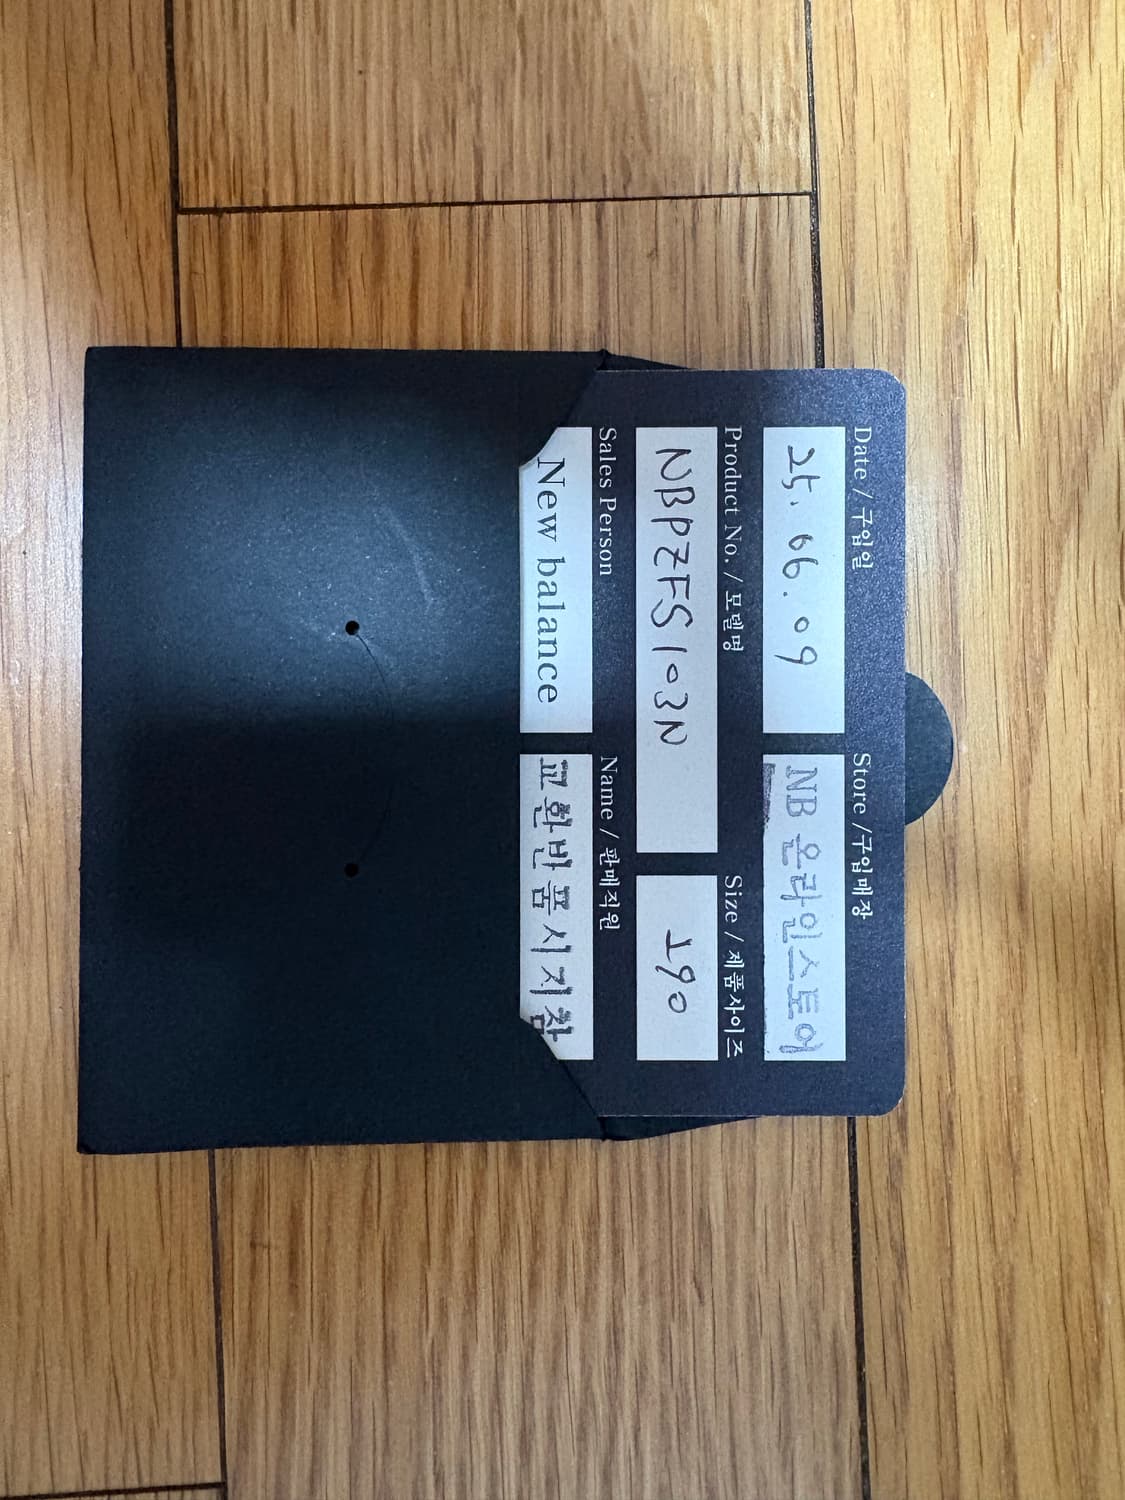 Date / 구입일 Store / 구입매장
25. 06. 09 NB 온라인스토어
Product No. / 모델명 Size / 제품사이즈
NBPZFS103N 190
Sales Person Name / 판매직원
New balance 교환반품시지참